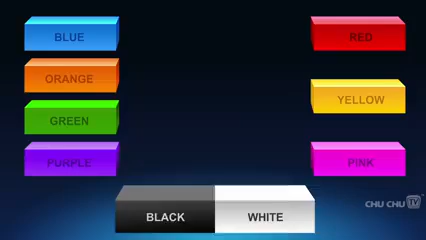 BLUE
RED
ORANGE
YELLOW
GREEN
PURPLE
PINK
BLACK
WHITE
CHU CHU TV